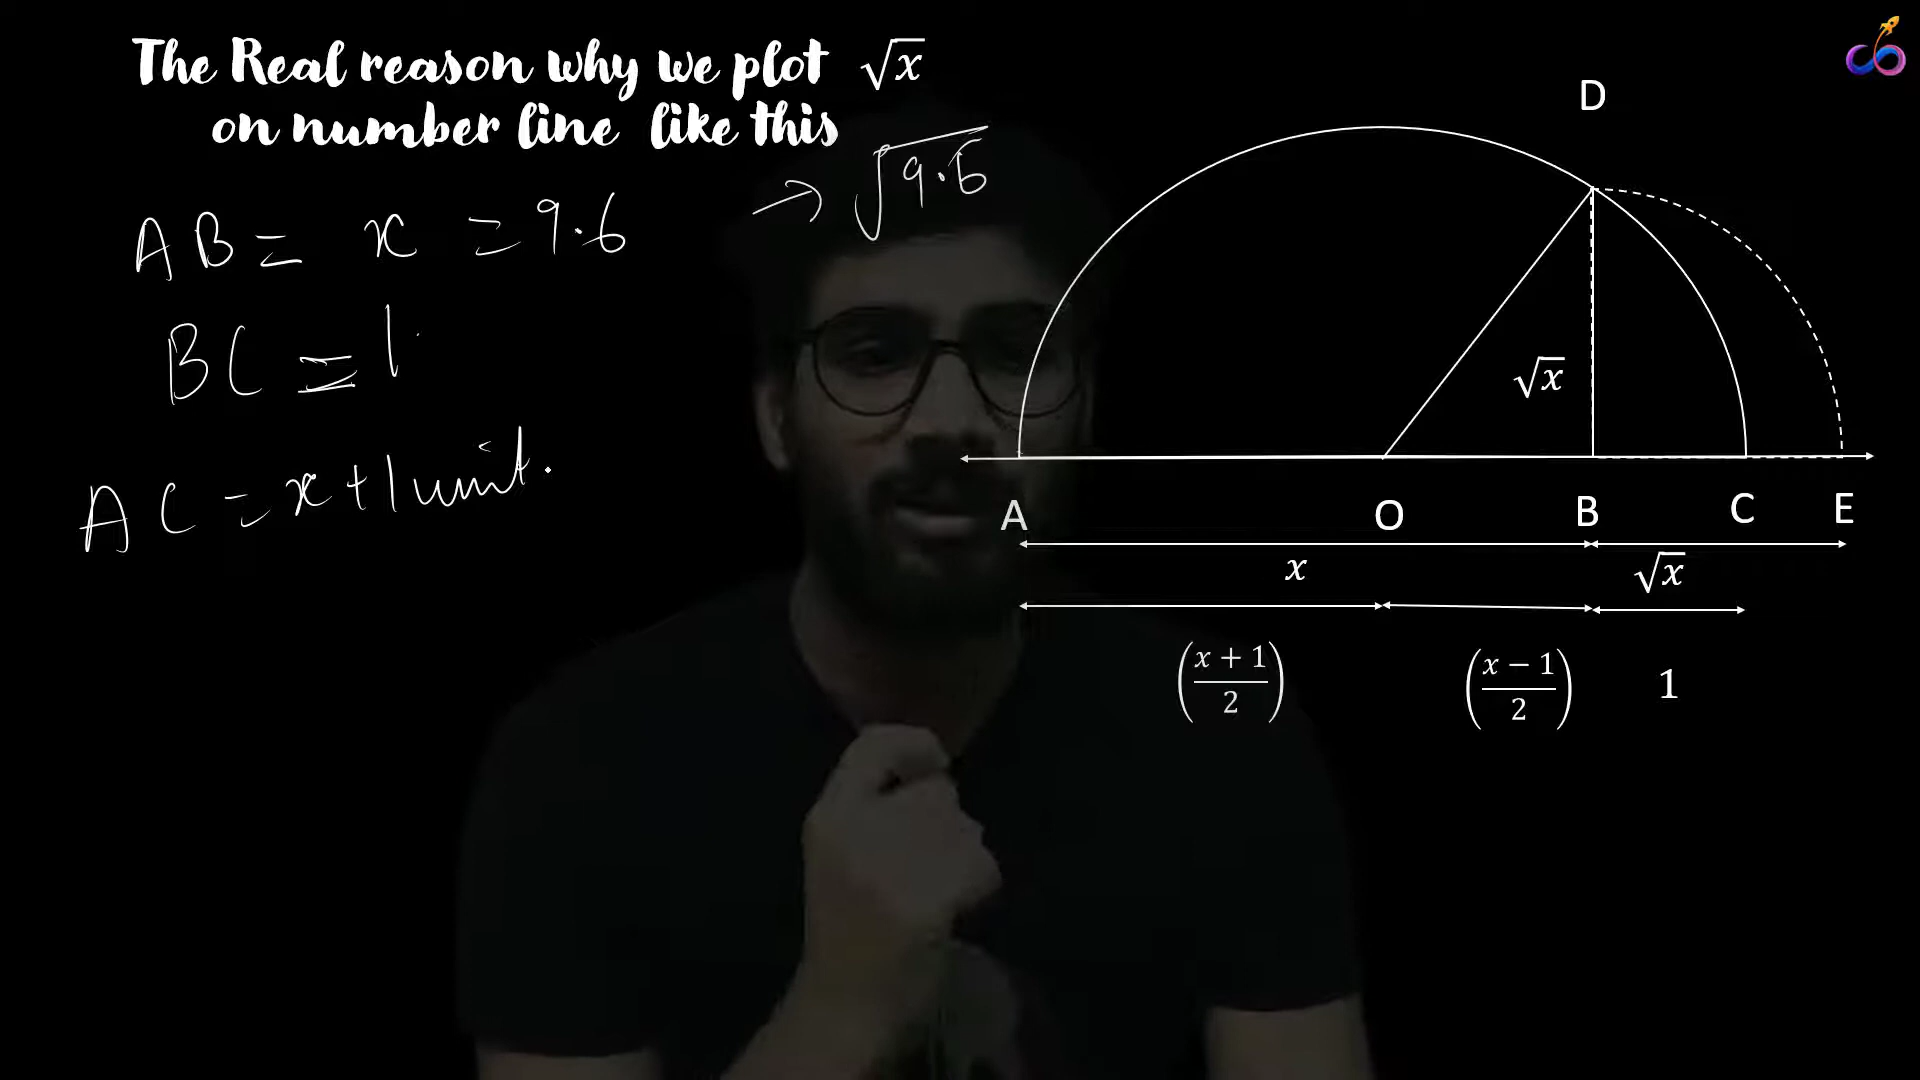 The Real reason why we plot √x
on number line like this
→ √9.6
AB = x = 9.6
BC = 1
AC = x+1 unit.
D
√x
A O B C E
x √x
(x + 1 / 2) (x − 1 / 2) 1